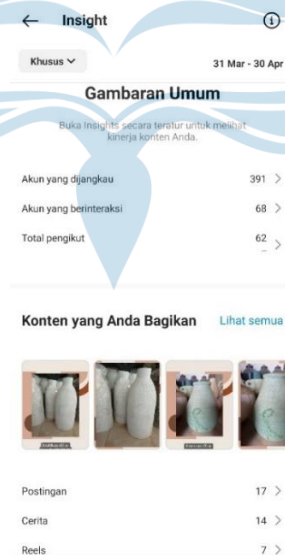 Insight
Khusus
31 Mar - 30 Apr
Gambaran Umum
Buka Insights secara teratur untuk melihat
kinerja konten Anda.
Akun yang dijangkau 391
Akun yang berinteraksi 68
Total pengikut 62
Konten yang Anda Bagikan Lihat semua
Postingan 17
Cerita 14
Reels 7